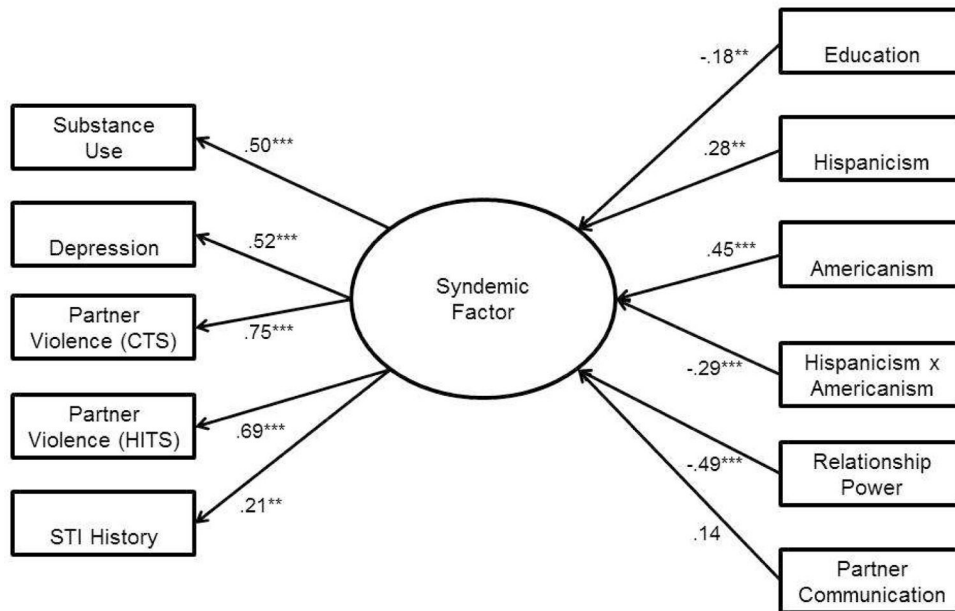 Substance
Use
Depression
Partner
Violence (CTS)
Partner
Violence (HITS)
STI History
.50***
.52***
.75***
.69***
.21**
Syndemic
Factor
-.18**
.28**
.45***
-.29***
-.49***
.14
Education
Hispanicism
Americanism
Hispanicism x
Americanism
Relationship
Power
Partner
Communication